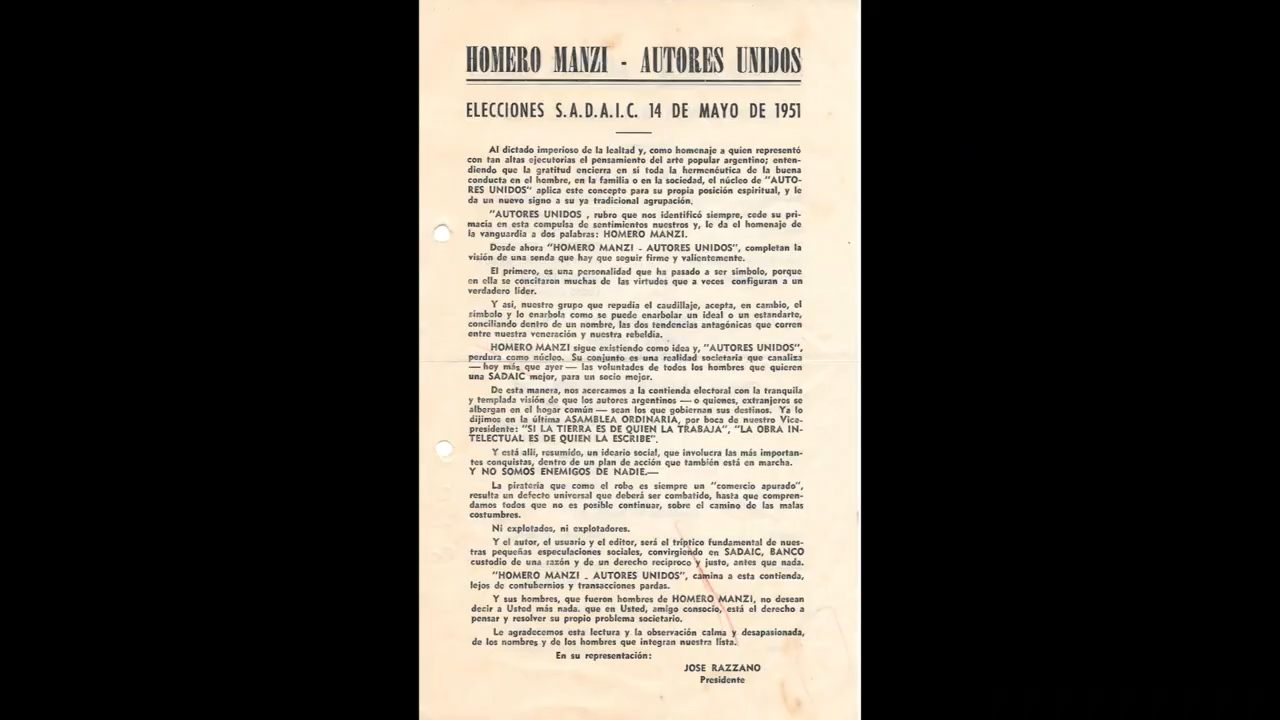 HOMERO MANZI - AUTORES UNIDOS
ELECCIONES S.A.D.A.I.C. 14 DE MAYO DE 1951
Al dictado imperioso de la lealtad y, como homenaje a quien representó
con tan altas ejecutorias el pensamiento del arte popular argentino; enten-
diendo que la gratitud encierra en si toda la hermenéutica de la buena
conducta en el hombre, en la familia o en la sociedad, el núcleo de "AUTO-
RES UNIDOS" aplica este concepto para su propia posición espiritual, y le
da un nuevo signo a su ya tradicional agrupación.
"AUTORES UNIDOS , rubro que nos identificó siempre, cede su pri-
macía en esta compulsa de sentimientos nuestros y, le da el homenaje de
la vanguardia a dos palabras: HOMERO MANZI.
Desde ahora "HOMERO MANZI - AUTORES UNIDOS", completan la
visión de una senda que hay que seguir firme y valientemente.
El primero, es una personalidad que ha pasado a ser símbolo, porque
en ella se concitaron muchas de las virtudes que a veces configuran a un
verdadero líder.
Y así, nuestro grupo que repudia el caudillaje, acepta, en cambio, el
símbolo y lo enarbola como se puede enarbolar un ideal o un estandarte,
conciliando dentro de un nombre, las dos tendencias antagónicas que corren
entre nuestra veneración y nuestra rebeldía.
HOMERO MANZI sigue existiendo como idea y, "AUTORES UNIDOS",
perdura como núcleo. Su conjunto es una realidad societaria que canaliza
— hoy más que ayer — las voluntades de todos los hombres que quieren
una SADAIC mejor, para un socio mejor.
De esta manera, nos acercamos a la contienda electoral con la tranquila
y templada visión de que los autores argentinos — o quienes, extranjeros se
albergan en el hogar común — sean los que gobiernan sus destinos. Ya lo
dijimos en la última ASAMBLEA ORDINARIA, por boca de nuestro Vice-
presidente: "SI LA TIERRA ES DE QUIEN LA TRABAJA", "LA OBRA IN-
TELECTUAL ES DE QUIEN LA ESCRIBE".
Y está allí, resumido, un ideario social, que involucra las más importan-
tes conquistas, dentro de un plan de acción que también está en marcha.
Y NO SOMOS ENEMIGOS DE NADIE.—
La piratería que como el robo es siempre un "comercio apurado",
resulta un defecto universal que deberá ser combatido, hasta que compren-
damos todos que no es posible continuar, sobre el camino de las malas
costumbres.
Ni explotados, ni explotadores.
Y el autor, el usuario y el editor, será el tríptico fundamental de nues-
tras pequeñas especulaciones sociales, convirgiendo en SADAIC, BANCO
custodio de una razón y de un derecho recíproco y justo, antes que nada.
"HOMERO MANZI - AUTORES UNIDOS", camina a esta contienda,
lejos de contubernios y transacciones pardas.
Y sus hombres, que fueron hombres de HOMERO MANZI, no desean
decir a Usted más nada. que en Usted, amigo consocio, está el derecho a
pensar y resolver su propio problema societario.
Le agradecemos esta lectura y la observación calma y desapasionada,
de los nombres y de los hombres que integran nuestra lista.
En su representación:
JOSE RAZZANO
Presidente